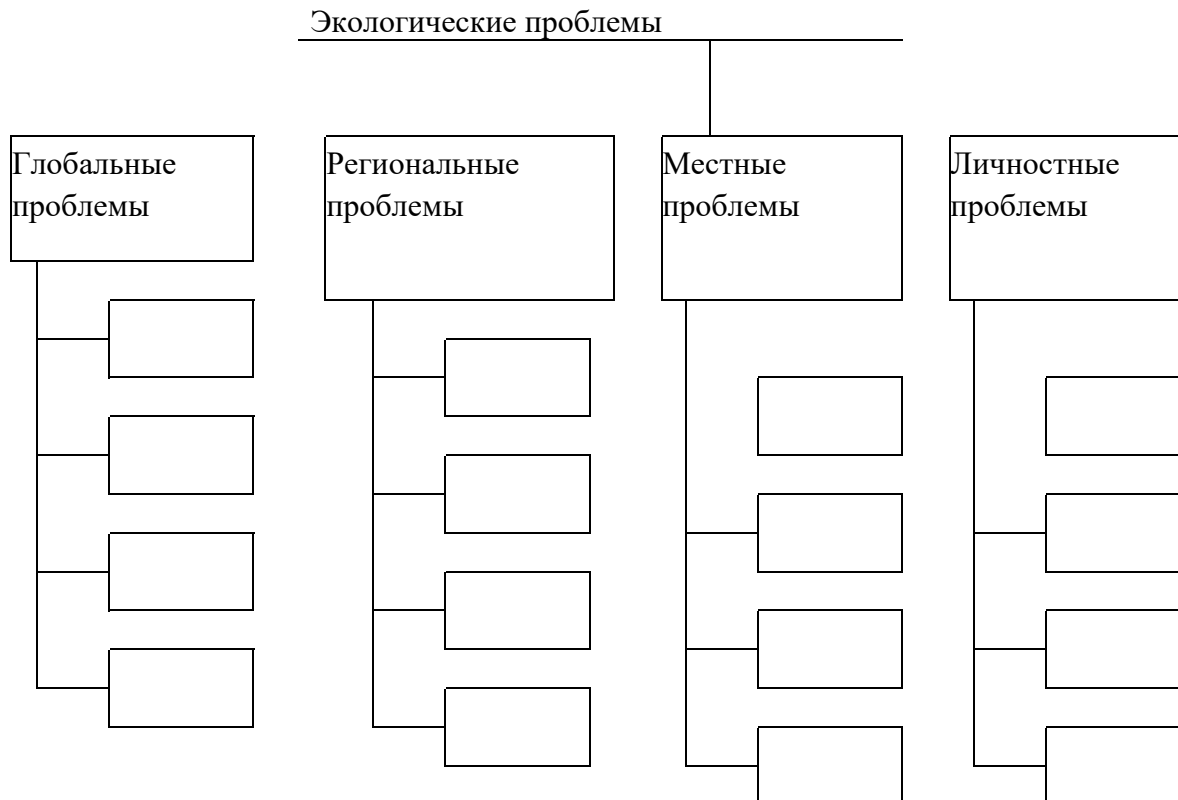 Экологические проблемы
Глобальные
проблемы
Региональные
проблемы
Местные
проблемы
Личностные
проблемы